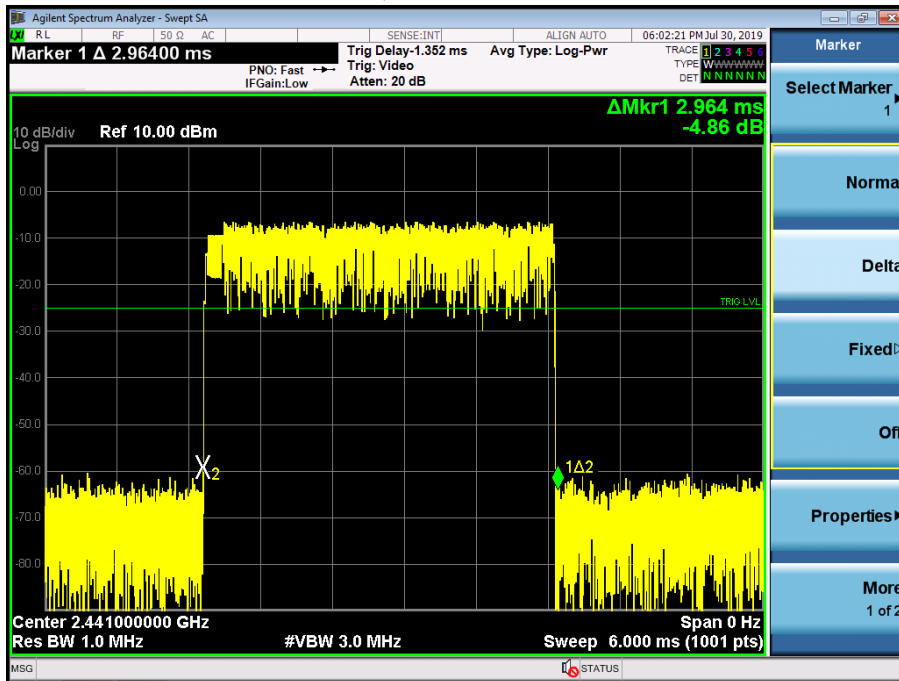 Agilent Spectrum Analyzer - Swept SA
LXI RL RF 50 Ω AC SENSE:INT ALIGN AUTO 06:02:21 PM Jul 30, 2019
Marker 1 Δ 2.96400 ms
PNO: Fast
IFGain:Low
Trig Delay-1.352 ms
Trig: Video
Atten: 20 dB
Avg Type: Log-Pwr
TRACE 1 2 3 4 5 6
TYPE WWWWWW
DET N N N N N N
ΔMkr1 2.964 ms
-4.86 dB
10 dB/div Ref 10.00 dBm
Log
0.00
-10.0
-20.0
TRIG LVL
-30.0
-40.0
-50.0
-60.0
2
1Δ2
-70.0
-80.0
Center 2.441000000 GHz Span 0 Hz
Res BW 1.0 MHz #VBW 3.0 MHz Sweep 6.000 ms (1001 pts)
MSG STATUS
Marker
Select Marker
1
Norma
Delta
Fixed
Off
Properties
More
1 of 2